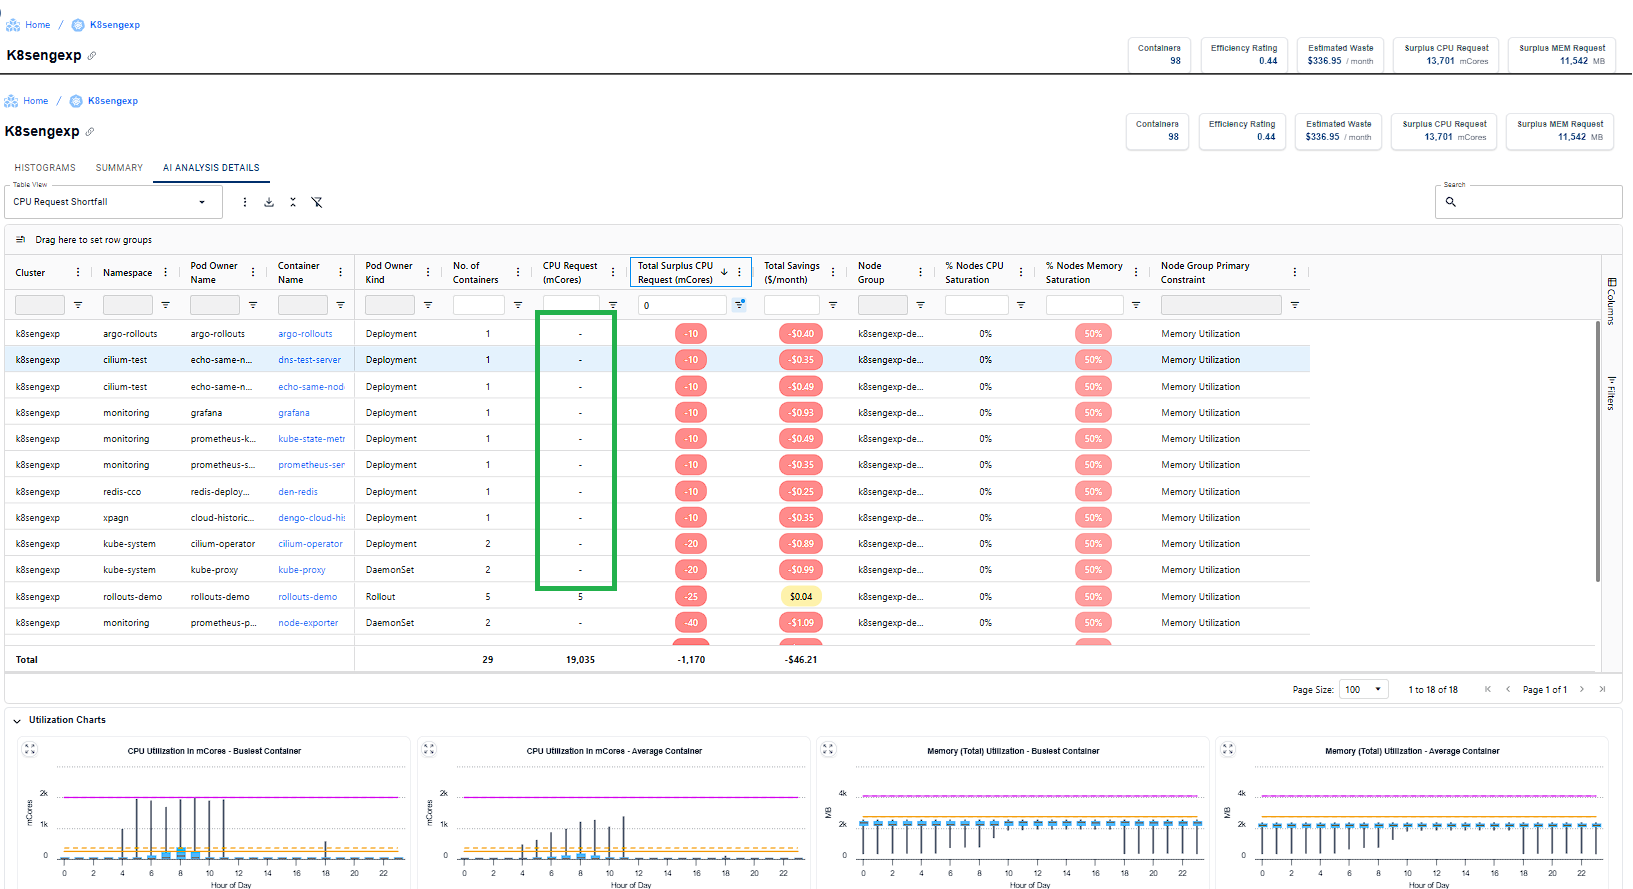 Home / K8sengexp
K8sengexp
Containers 98
Efficiency Rating 0.44
Estimated Waste $336.95 / month
Surplus CPU Request 13,701 mCores
Surplus MEM Request 11,542 MB
Home / K8sengexp
K8sengexp
Containers 98
Efficiency Rating 0.44
Estimated Waste $336.95 / month
Surplus CPU Request 13,701 mCores
Surplus MEM Request 11,542 MB
HISTOGRAMS SUMMARY AI ANALYSIS DETAILS
Table View
CPU Request Shortfall
Search
Drag here to set row groups
Cluster Namespace Pod Owner Name Container Name Pod Owner Kind No. of Containers CPU Request (mCores) Total Surplus CPU Request (mCores) Total Savings ($/month) Node Group % Nodes CPU Saturation % Nodes Memory Saturation Node Group Primary Constraint
0
k8sengexp argo-rollouts argo-rollouts argo-rollouts Deployment 1 - -10 -$0.40 k8sengexp-de... 0% 50% Memory Utilization
k8sengexp cilium-test echo-same-n... dns-test-server Deployment 1 - -10 -$0.35 k8sengexp-de... 0% 50% Memory Utilization
k8sengexp cilium-test echo-same-n... echo-same-nod Deployment 1 - -10 -$0.49 k8sengexp-de... 0% 50% Memory Utilization
k8sengexp monitoring grafana grafana Deployment 1 - -10 -$0.93 k8sengexp-de... 0% 50% Memory Utilization
k8sengexp monitoring prometheus-k... kube-state-metr Deployment 1 - -10 -$0.49 k8sengexp-de... 0% 50% Memory Utilization
k8sengexp monitoring prometheus-s... prometheus-ser Deployment 1 - -10 -$0.35 k8sengexp-de... 0% 50% Memory Utilization
k8sengexp redis-cco redis-deploy... den-redis Deployment 1 - -10 -$0.25 k8sengexp-de... 0% 50% Memory Utilization
k8sengexp xpagn cloud-historic... dengo-cloud-his Deployment 1 - -10 -$0.35 k8sengexp-de... 0% 50% Memory Utilization
k8sengexp kube-system cilium-operator cilium-operator Deployment 2 - -20 -$0.89 k8sengexp-de... 0% 50% Memory Utilization
k8sengexp kube-system kube-proxy kube-proxy DaemonSet 2 - -20 -$0.99 k8sengexp-de... 0% 50% Memory Utilization
k8sengexp rollouts-demo rollouts-demo rollouts-demo Rollout 5 5 -25 $0.04 k8sengexp-de... 0% 50% Memory Utilization
k8sengexp monitoring prometheus-p... node-exporter DaemonSet 2 - -40 -$1.09 k8sengexp-de... 0% 50% Memory Utilization
Total 29 19,035 -1,170 -$46.21
Columns
Filters
Page Size: 100 1 to 18 of 18 Page 1 of 1
Utilization Charts
CPU Utilization in mCores - Busiest Container
mCores
2k
1k
0
0 2 4 6 8 10 12 14 16 18 20 22
Hour of Day
CPU Utilization in mCores - Average Container
mCores
2k
1k
0
0 2 4 6 8 10 12 14 16 18 20 22
Hour of Day
Memory (Total) Utilization - Busiest Container
MB
4k
2k
0
0 2 4 6 8 10 12 14 16 18 20 22
Hour of Day
Memory (Total) Utilization - Average Container
MB
4k
2k
0
0 2 4 6 8 10 12 14 16 18 20 22
Hour of Day